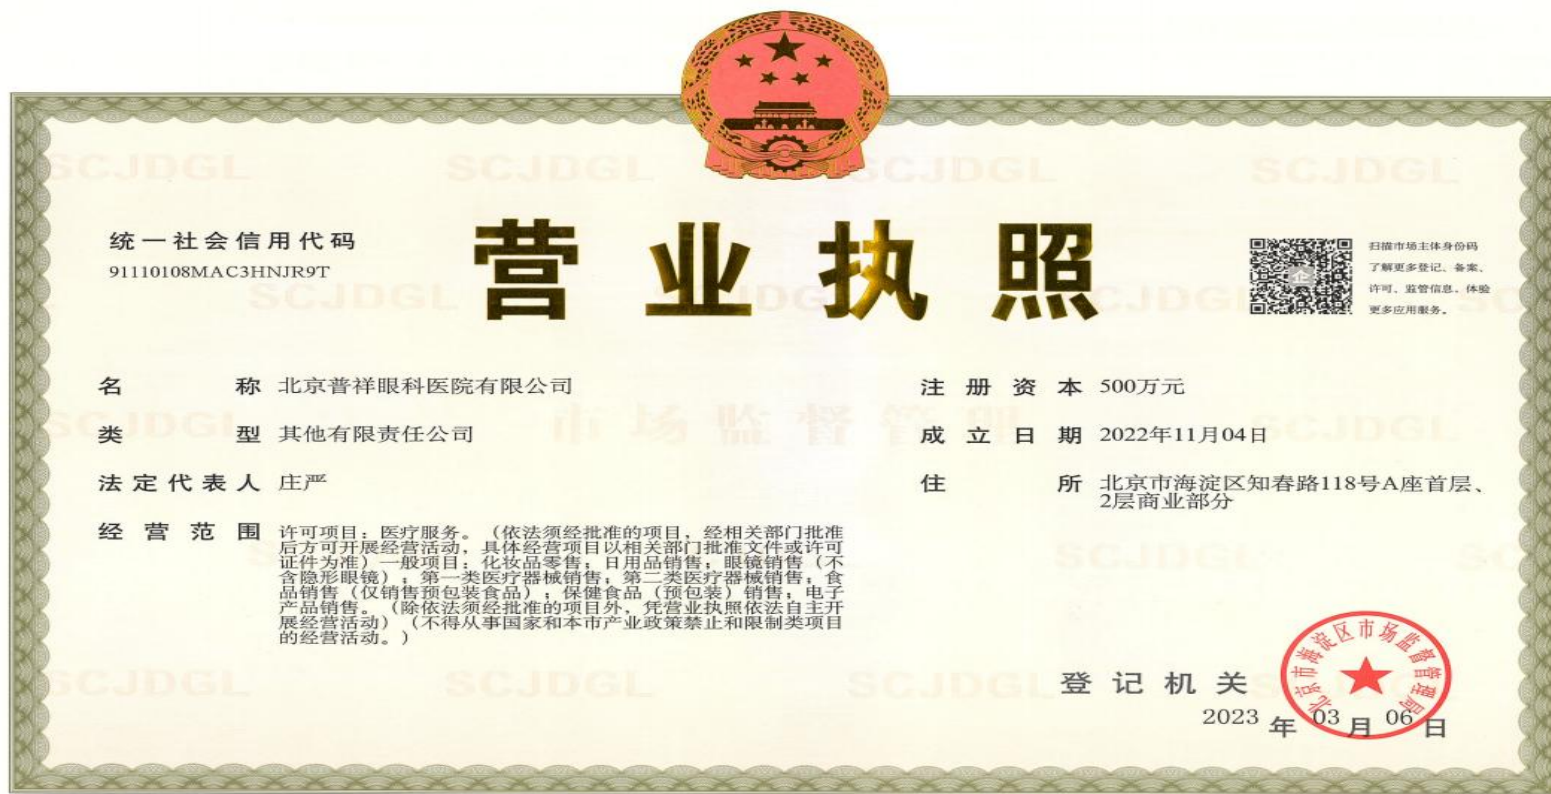 营业执照
统一社会信用代码
91110108MAC3HNJR9T
扫描市场主体身份码
了解更多登记、备案、
许可、监管信息、体验
更多应用服务。
名称 北京普祥眼科医院有限公司
类型 其他有限责任公司
法定代表人 庄严
经营范围 许可项目：医疗服务。（依法须经批准的项目，经相关部门批准
后方可开展经营活动，具体经营项目以相关部门批准文件或许可
证件为准）一般项目：化妆品零售；日用品销售；眼镜销售（不
含隐形眼镜）；第一类医疗器械销售；第二类医疗器械销售；食
品销售（仅销售预包装食品）；保健食品（预包装）销售；电子
产品销售。（除依法须经批准的项目外，凭营业执照依法自主开
展经营活动）（不得从事国家和本市产业政策禁止和限制类项目
的经营活动。）
注册资本 500万元
成立日期 2022年11月04日
住所 北京市海淀区知春路118号A座首层、
2层商业部分
登记机关
北京市海淀区市场监督管理局
2023年03月06日
企
市场监督管理
SCJDGL